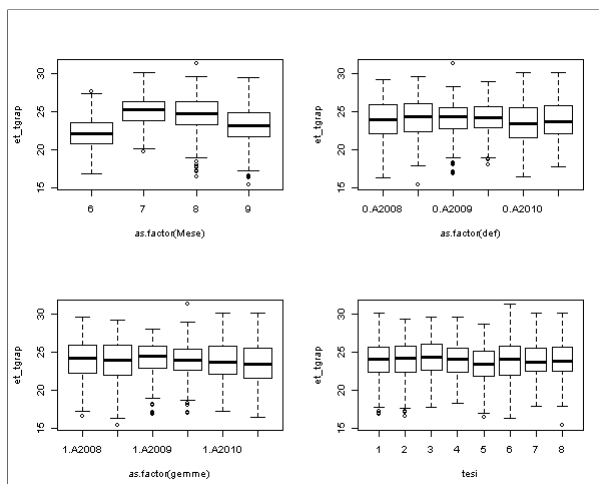 et_tgrap
30
25
20
15
6 7 8 9
as.factor(Mese)
et_tgrap
30
25
20
15
0.A2008 0.A2009 0.A2010
as.factor(def)
et_tgrap
30
25
20
15
1.A2008 1.A2009 1.A2010
as.factor(gemme)
et_tgrap
30
25
20
15
1 2 3 4 5 6 7 8
tesi